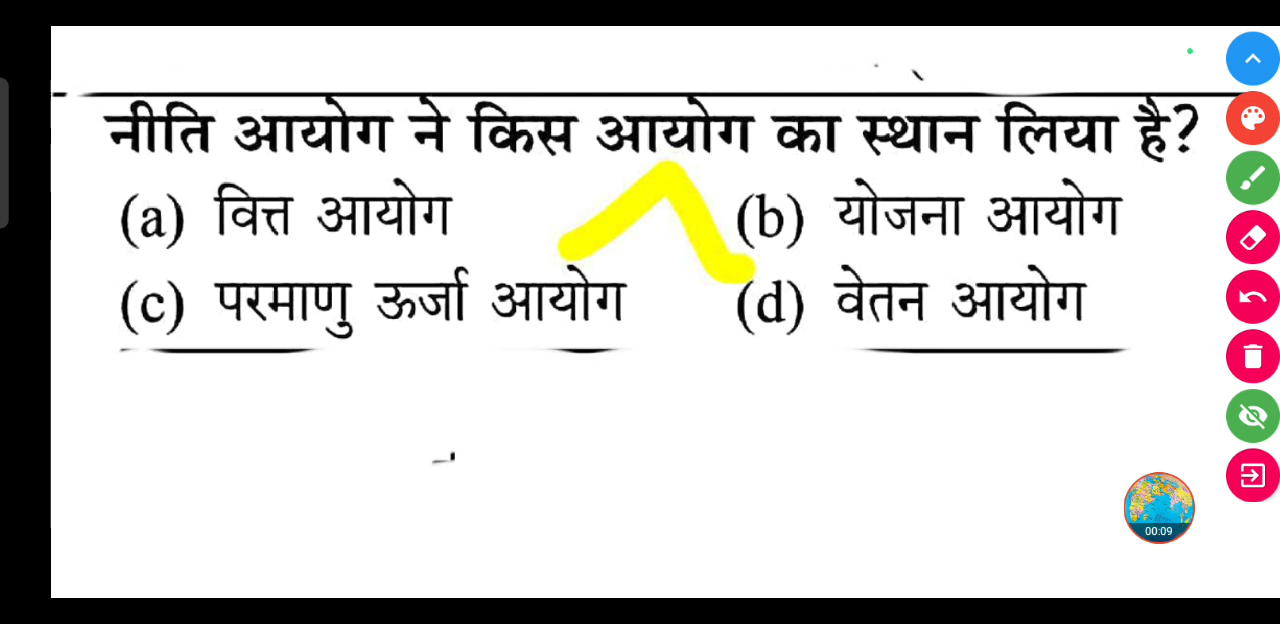 नीति आयोग ने किस आयोग का स्थान लिया है?
(a) वित्त आयोग (b) योजना आयोग
(c) परमाणु ऊर्जा आयोग (d) वेतन आयोग
00:09